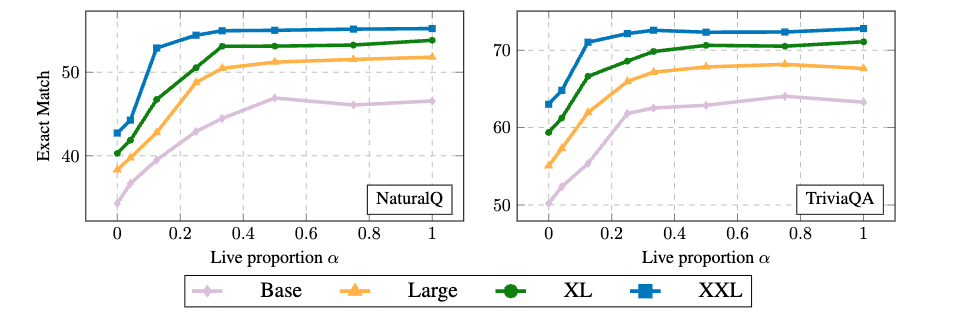 Exact Match
50
40
NaturalQ
0 0.2 0.4 0.6 0.8 1
Live proportion α
70
60
50
TriviaQA
0 0.2 0.4 0.6 0.8 1
Live proportion α
Base Large XL XXL